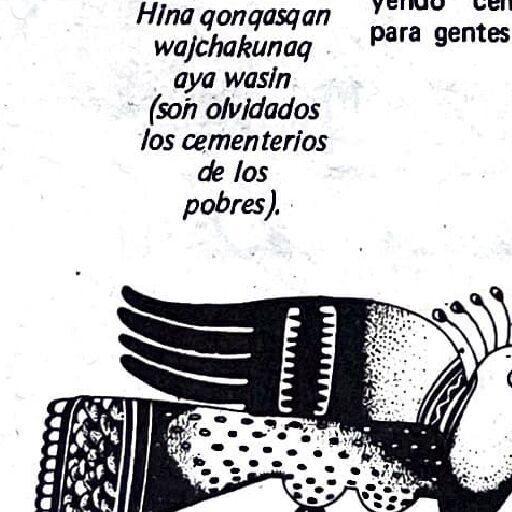 Hina qonqasqan
wajchakunaq
aya wasin
(son olvidados
los cementerios
de los
pobres).
para gentes